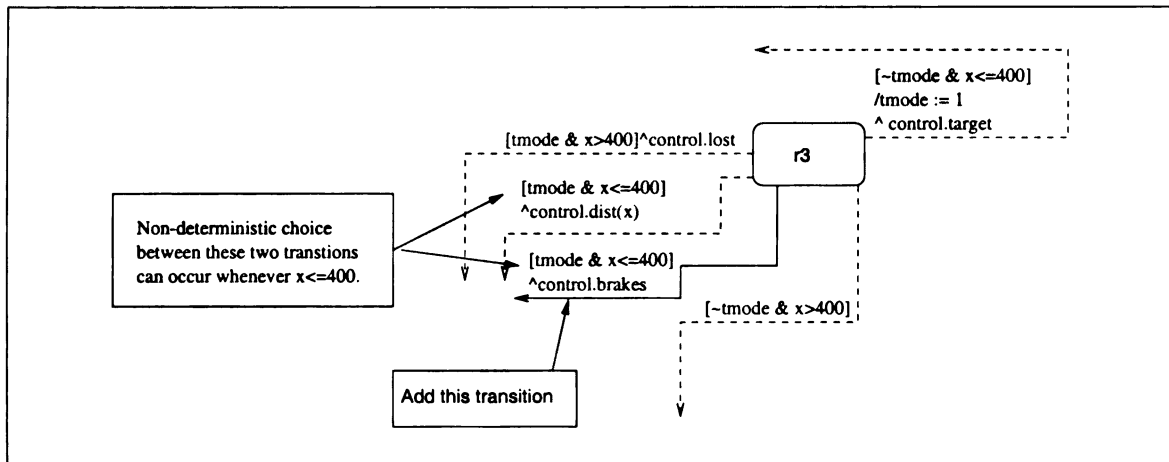 [~tmode & x<=400]
/tmode := 1
^ control.target
[tmode & x>400]^control.lost
r3
[tmode & x<=400]
^control.dist(x)
Non-deterministic choice
between these two transtions
can occur whenever x<=400.
[tmode & x<=400]
^control.brakes
[~tmode & x>400]
Add this transition